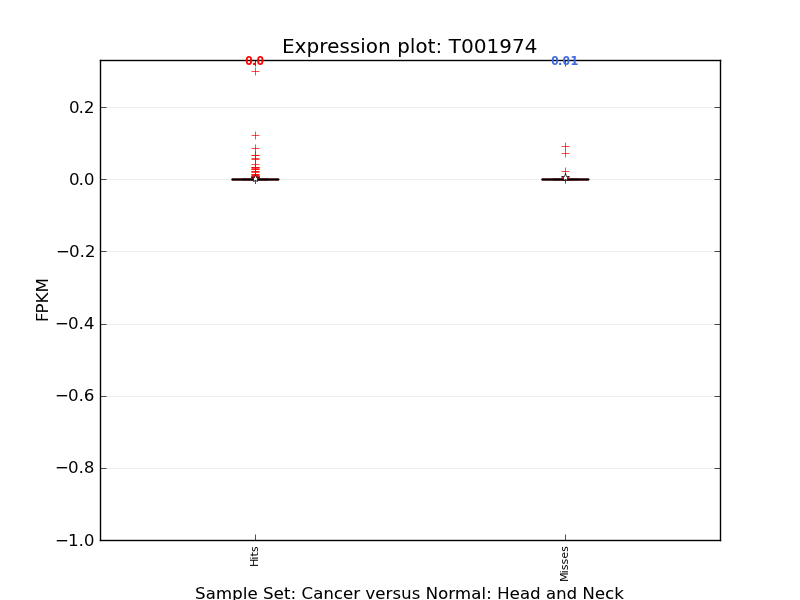 Expression plot: T001974
0.0
0.01
0.2
0.0
−0.2
−0.4
−0.6
−0.8
−1.0
FPKM
Hits
Misses
Sample Set: Cancer versus Normal: Head and Neck